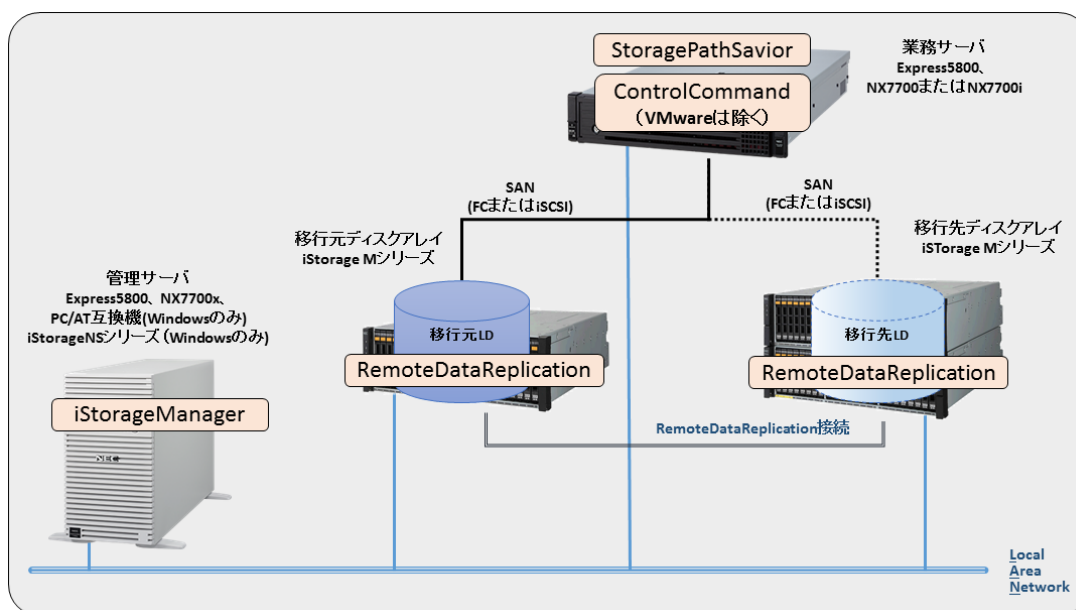 StoragePathSavior
ControlCommand
(VMwareは除く)
業務サーバ
Express5800、
NX7700またはNX7700i
SAN
(FCまたはiSCSI)
SAN
(FCまたはiSCSI)
移行元ディスクアレイ
iStorage Mシリーズ
移行先ディスクアレイ
iSTorage Mシリーズ
管理サーバ
Express5800、NX7700x、
PC/AT互換機(Windowsのみ)
iStorageNSシリーズ(Windowsのみ)
移行元LD
RemoteDataReplication
移行先LD
RemoteDataReplication
iStorageManager
NEC
RemoteDataReplication接続
Local
Area
Network